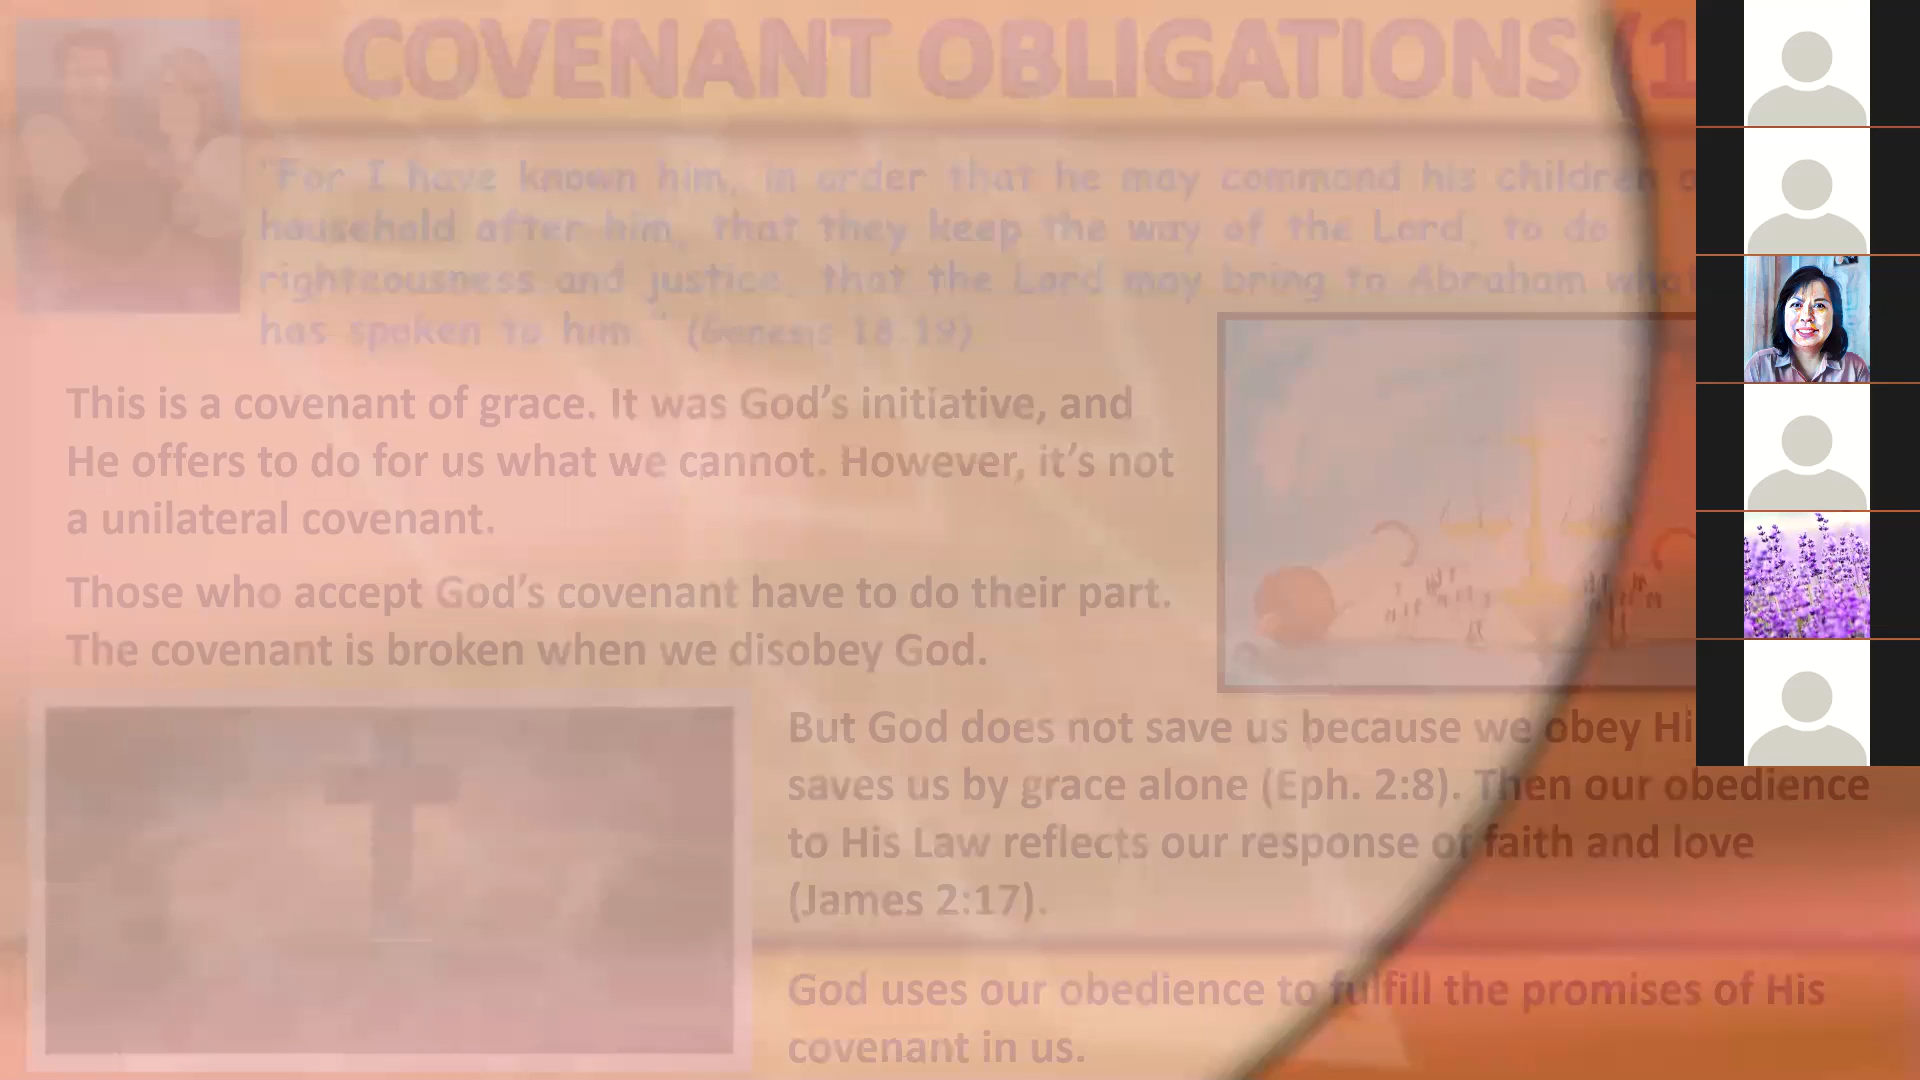 COVENANT OBLIGATIONS (1
"For I have known him, in order that he may command his children
household after him, that they keep the way of the Lord, to do
righteousness and justice, that the Lord may bring to Abraham what
has spoken to him." (Genesis 18:19)
This is a covenant of grace. It was God's initiative, and
He offers to do for us what we cannot. However, it's not
a unilateral covenant.
Those who accept God's covenant have to do their part.
The covenant is broken when we disobey God.
But God does not save us because we obey Hi
saves us by grace alone (Eph. 2:8). Then our obedience
to His Law reflects our response of faith and love
(James 2:17).
God uses our obedience to fulfill the promises of His
covenant in us.